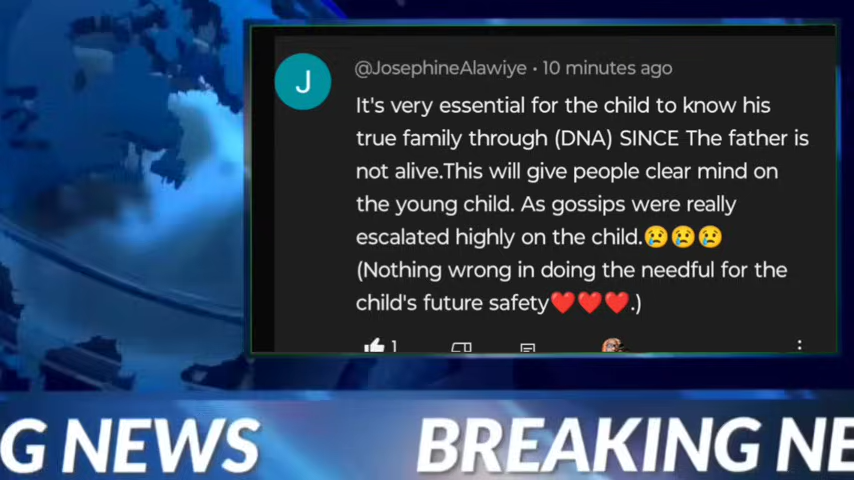 J
@JosephineAlawiye · 10 minutes ago
It's very essential for the child to know his
true family through (DNA) SINCE The father is
not alive.This will give people clear mind on
the young child. As gossips were really
escalated highly on the child.😢😢😢
(Nothing wrong in doing the needful for the
child's future safety❤️❤️❤️.)
1
G NEWS BREAKING NE